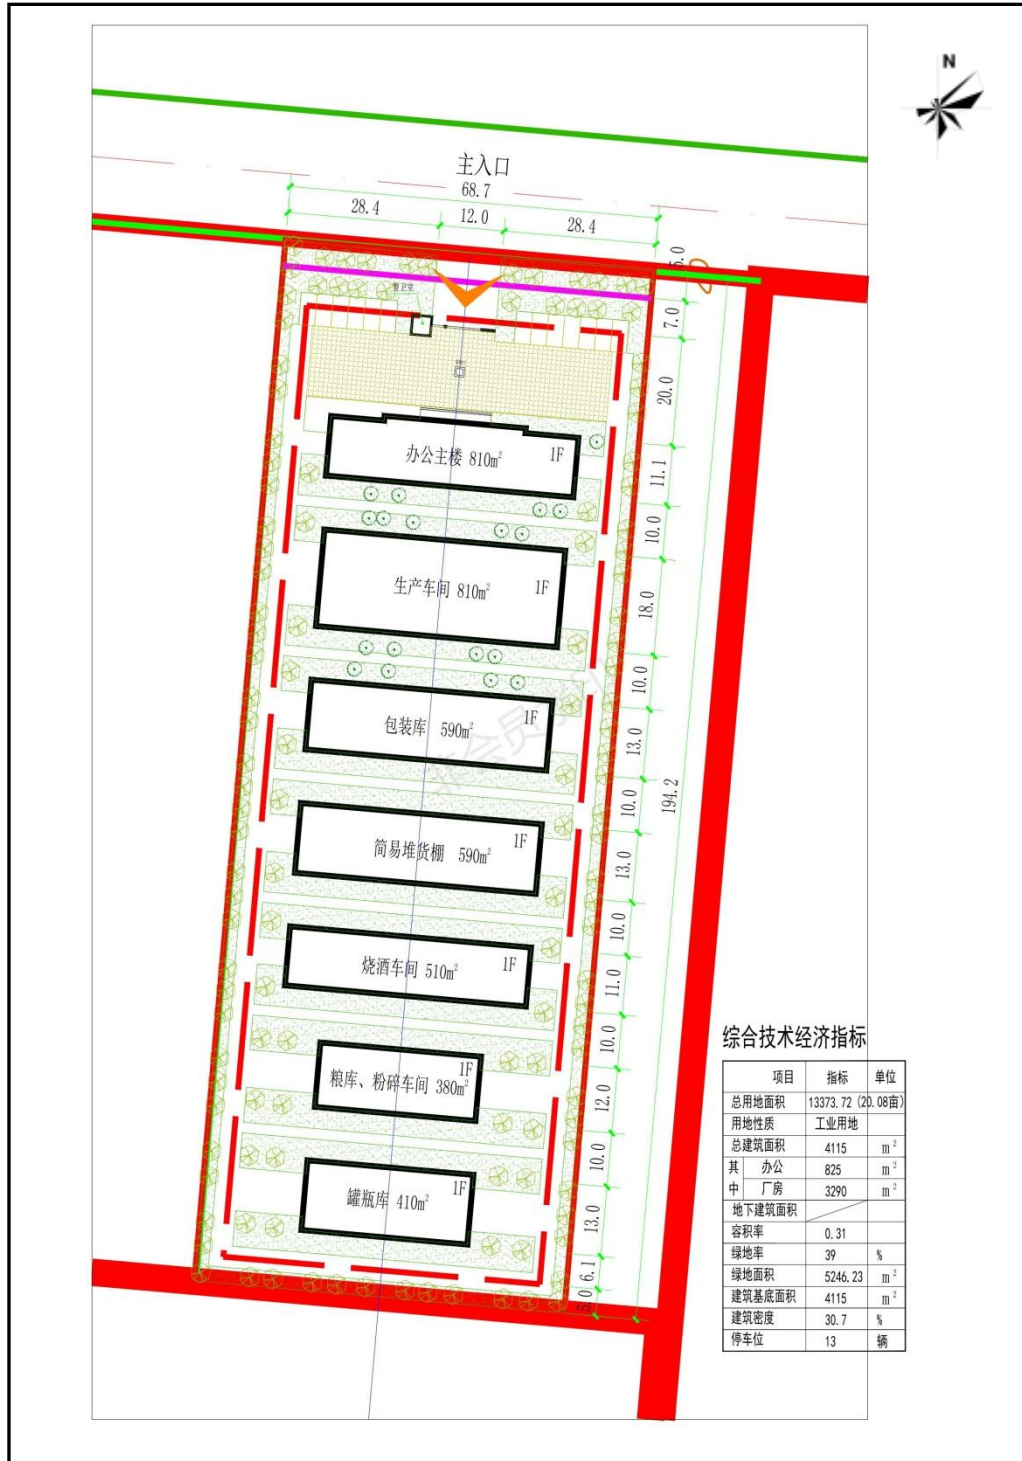 N
主入口
68.7
28.4
12.0
28.4
5.0
警卫室
7.0
20.0
办公主楼 810m²
1F
11.1
10.0
生产车间 810m²
1F
18.0
10.0
包装库 590m²
1F
13.0
194.2
10.0
简易堆货棚 590m²
1F
13.0
10.0
烧酒车间 510m²
1F
11.0
10.0
粮库、粉碎车间 380m²
1F
12.0
10.0
罐瓶库 410m²
1F
13.0
6.1
5.0
综合技术经济指标
项目 指标 单位
总用地面积 13373.72 (20.08亩)
用地性质 工业用地
总建筑面积 4115 m²
其中 办公 825 m²
厂房 3290 m²
地下建筑面积
容积率 0.31
绿地率 39 %
绿地面积 5246.23 m²
建筑基底面积 4115 m²
建筑密度 30.7 %
停车位 13 辆